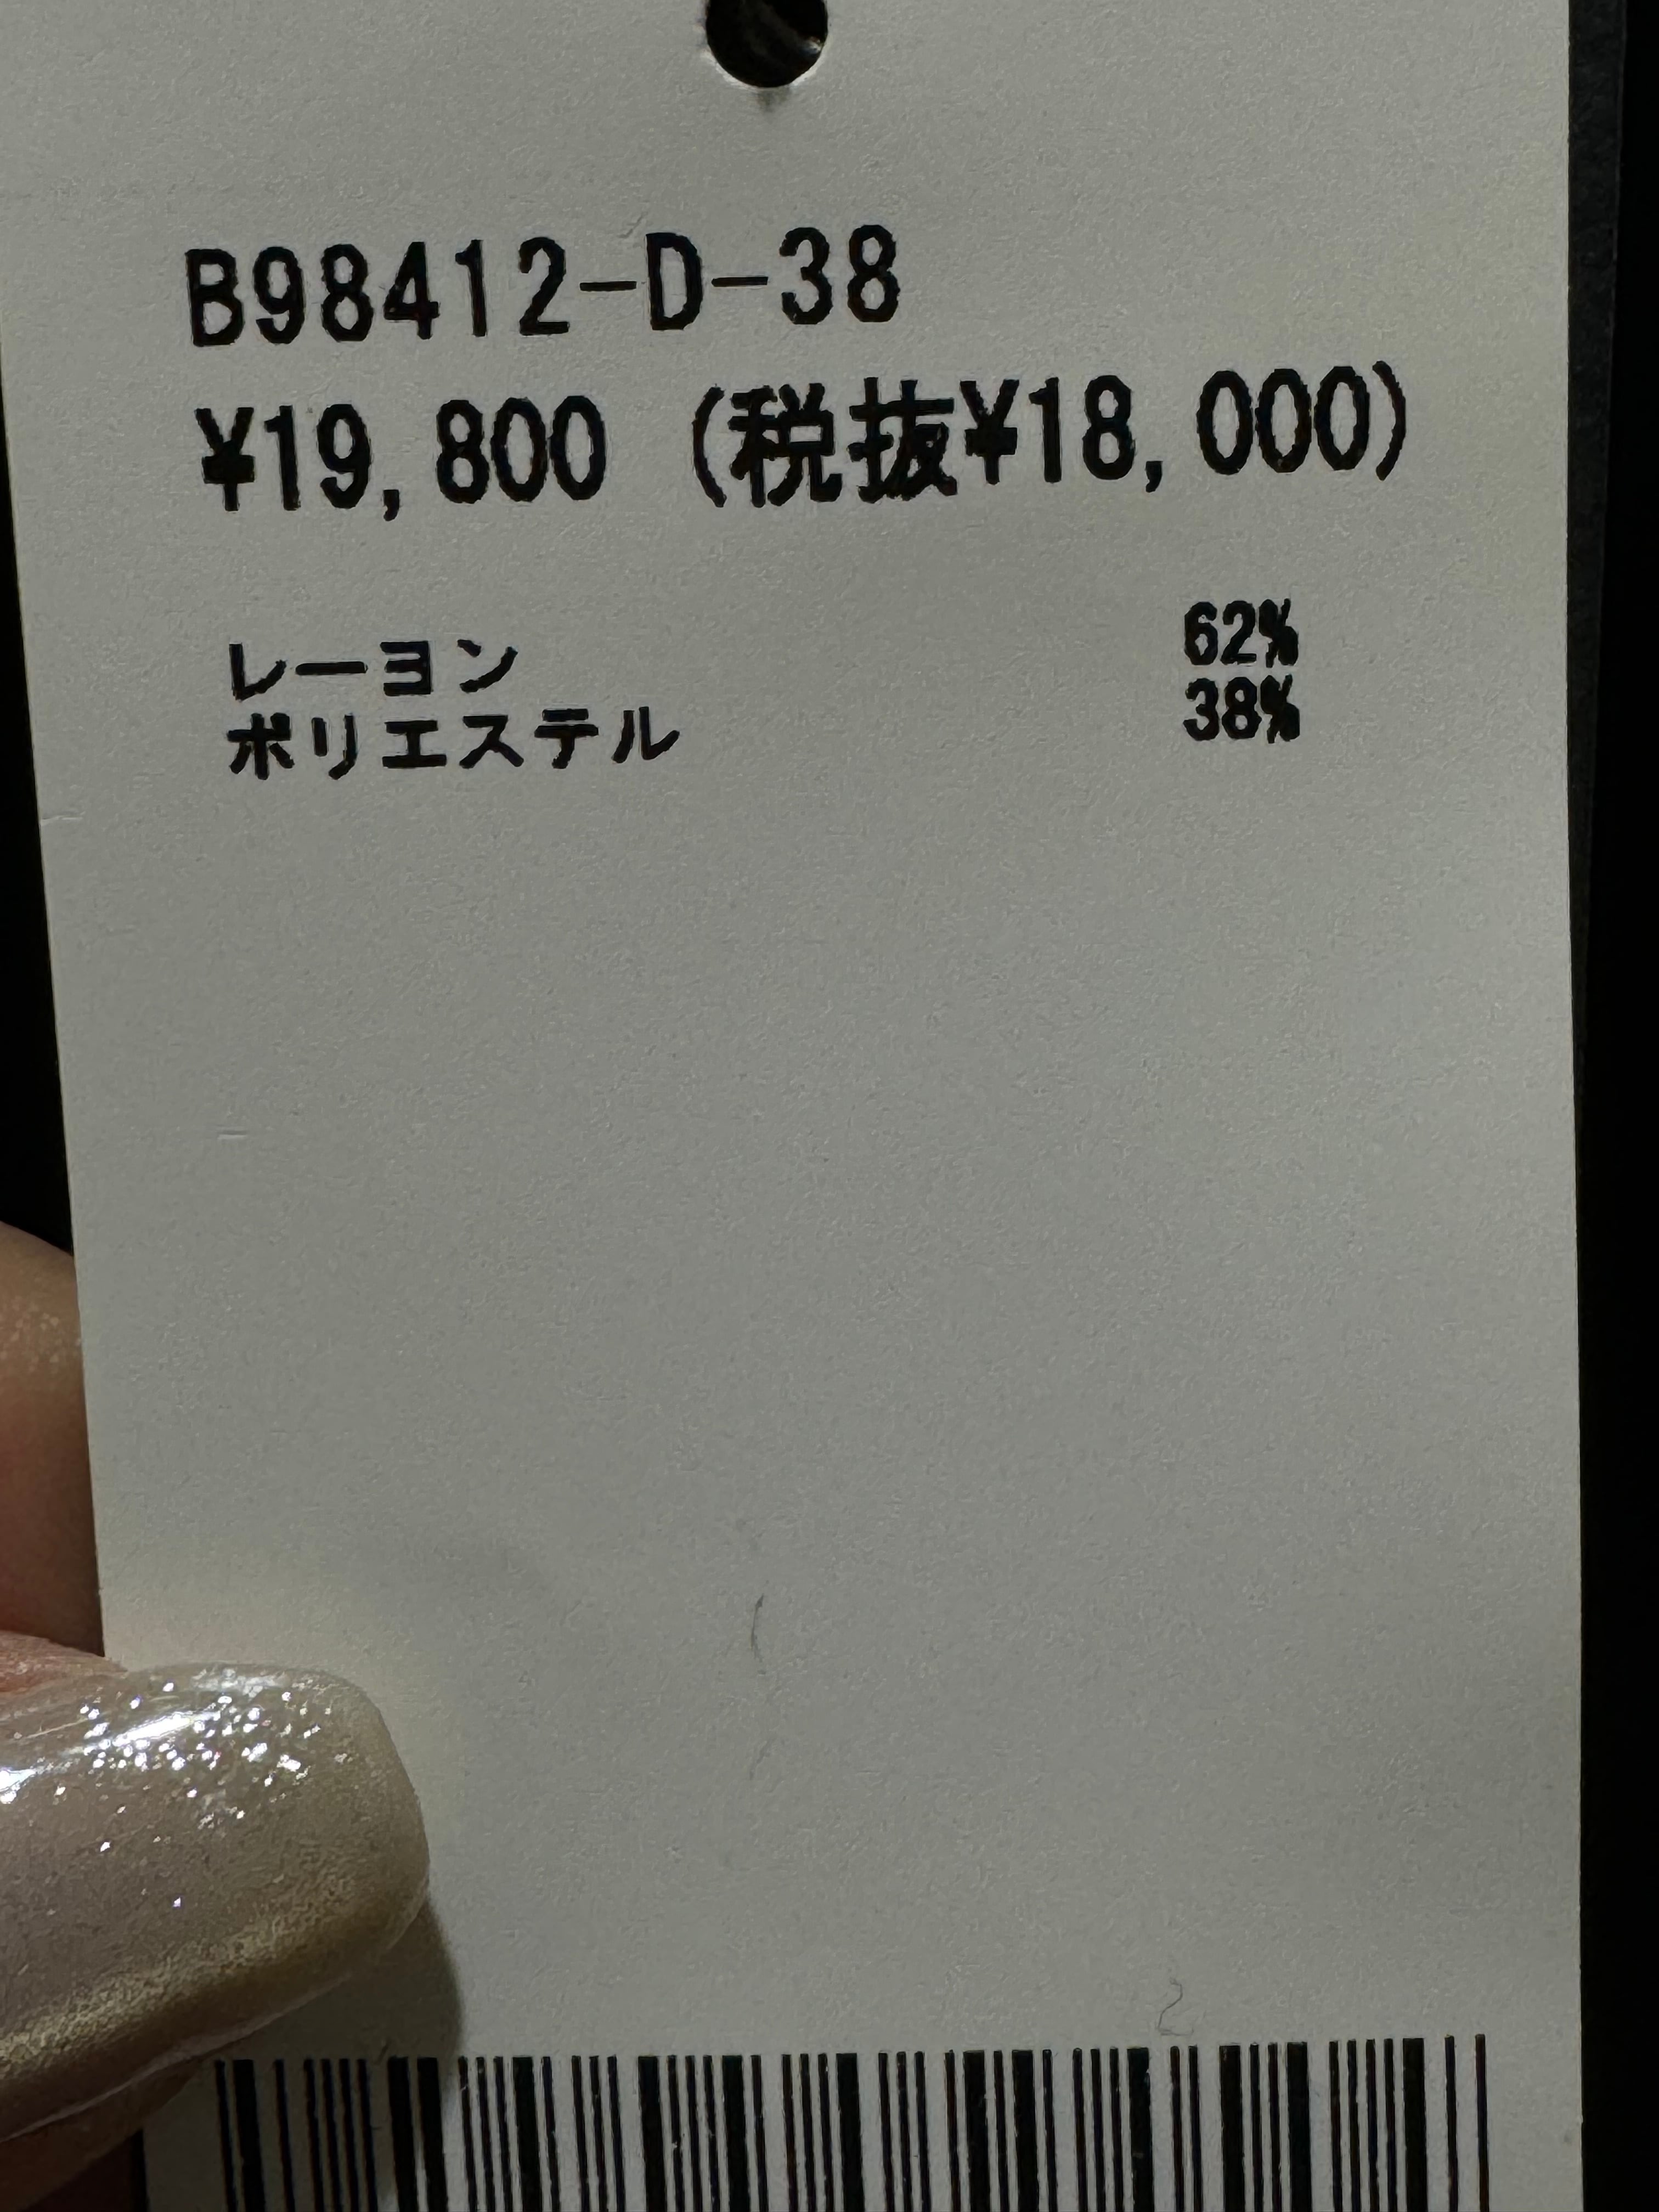 B98412-D-38
¥19,800 (税抜¥18,000)
レーヨン 62%
ポリエステル 38%